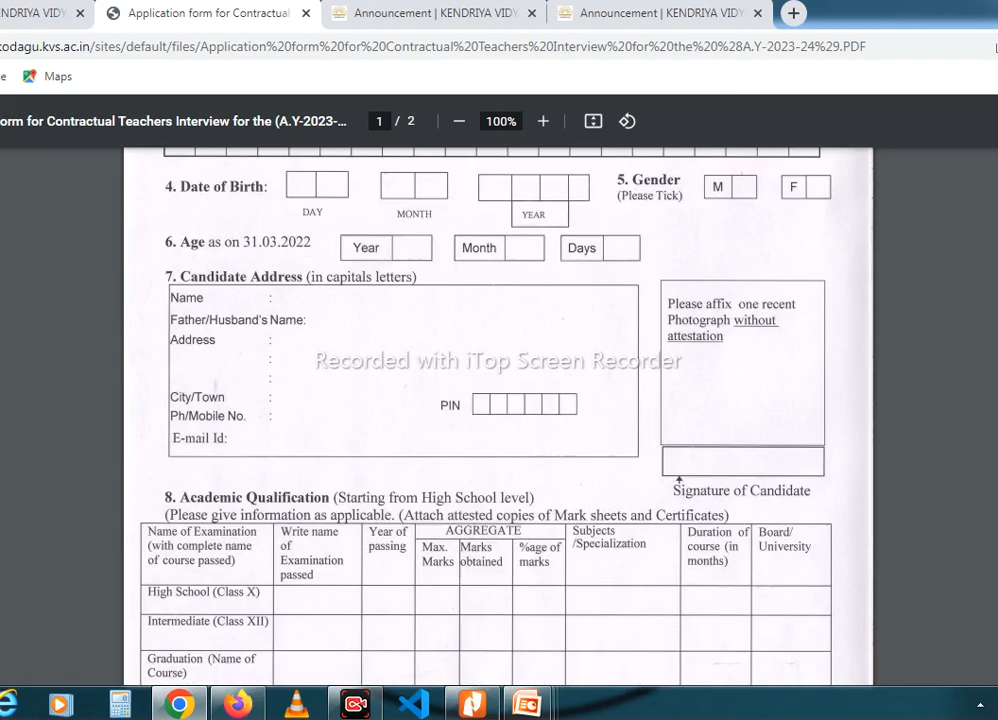 KENDRIYA VIDY
Application form for Contractual
Announcement | KENDRIYA VIDY
Announcement | KENDRIYA VIDY
kodagu.kvs.ac.in/sites/default/files/Application%20form%20for%20Contractual%20Teachers%20Interview%20for%20the%20%28A.Y-2023-24%29.PDF
Maps
orm for Contractual Teachers Interview for the (A.Y-2023-...
1 / 2
100%
4. Date of Birth:
DAY
MONTH
YEAR
5. Gender
(Please Tick)
M
F
6. Age as on 31.03.2022
Year
Month
Days
7. Candidate Address (in capitals letters)
Name :
Father/Husband's Name:
Address :
:
:
City/Town :
Ph/Mobile No. :
E-mail Id:
PIN
Please affix one recent
Photograph without
attestation
Recorded with iTop Screen Recorder
Signature of Candidate
8. Academic Qualification (Starting from High School level)
(Please give information as applicable. (Attach attested copies of Mark sheets and Certificates)
Name of Examination
(with complete name
of course passed)
Write name
of
Examination
passed
Year of
passing
AGGREGATE
Max.
Marks
Marks
obtained
%age of
marks
Subjects
/Specialization
Duration of
course (in
months)
Board/
University
High School (Class X)
Intermediate (Class XII)
Graduation (Name of
Course)